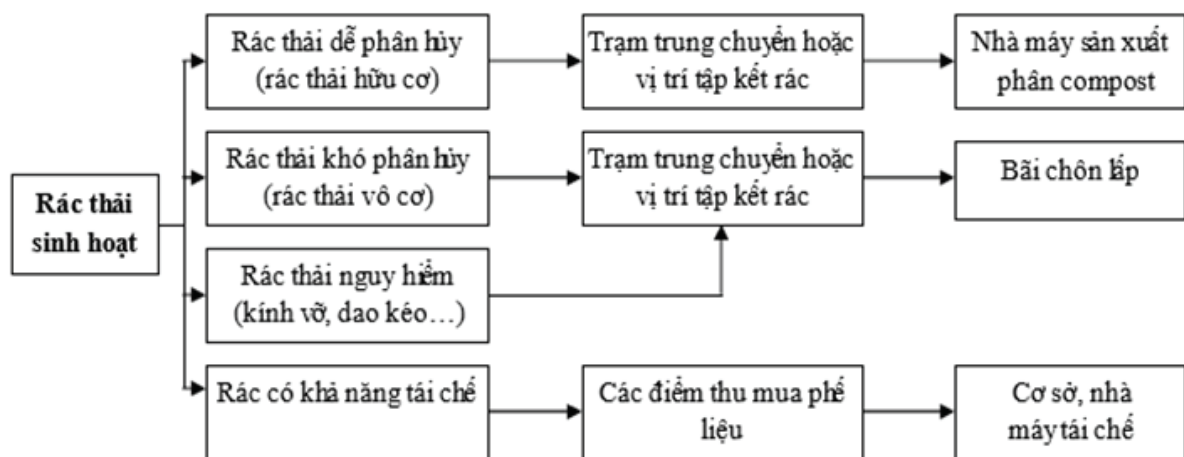 Rác thải
sinh hoạt
Rác thải dễ phân hủy
(rác thải hữu cơ)
Trạm trung chuyển hoặc
vị trí tập kết rác
Nhà máy sản xuất
phân compost
Rác thải khó phân hủy
(rác thải vô cơ)
Trạm trung chuyển hoặc
vị trí tập kết rác
Bãi chôn lấp
Rác thải nguy hiểm
(kính vỡ, dao kéo…)
Rác có khả năng tái chế
Các điểm thu mua phế
liệu
Cơ sở, nhà
máy tái chế